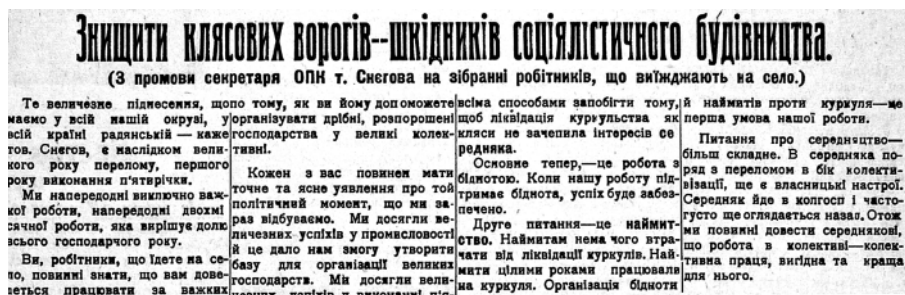 Знищити клясових ворогів--шкідників соціялістичного будівництва.
(З промови секретаря ОПК т. Снєгова на зібранні робітників, що виїжджають на село.)
Те величезне піднесення, що
маємо у всій нашій окрузі, у
всій країні радянській — каже
тов. Снєгов, є наслідком вели-
кого року перелому, першого
року виконання п'ятирічки.
Ми напередодні виключно важ-
кої роботи, напередодні двохмі
сячної роботи, яка вирішує долю
всього господарчого року.
Ви, робітники, що їдете на се-
ло, повинні знати, що вам дове-
деться працювати за важких
по тому, як ви йому допоможете
організувати дрібні, розпорошені
господарства у великі колек-
тивні.
Кожен з вас повинен мати
точне та ясне уявлення про той
політичний момент, що ми за-
раз відбуваємо. Ми досягли ве-
личезних успіхів у промисловості
й це дало нам змогу утворити
базу для організації великих
господарств. Ми досягли вели-
чезних успіхів у виконанні
всіма способами запобігти тому,
щоб ліквідація куркульства як
кляси не зачепила інтересів се
редняка.
Основне тепер,—це робота з
біднотою. Коли нашу роботу під-
тримає біднота, успіх буде забез-
печено.
Друге питання—це наймит-
ство. Наймитам нема чого втра-
чати від ліквідації куркулів. Най-
мити цілими роками працювали
на куркуля. Організація бідноти
й наймитів проти куркуля—це
перша умова нашої роботи.
Питання про середняцтво—
більш складне. В середняка по-
ряд з переломом в бік колекти-
візації, ще є власницькі настрої.
Середняк йде в колгосп і часто-
густо ще оглядається назад. Отож
ми повинні довести середнякові,
що робота в колективі—колек-
тивна праця, вигідна та краща
для нього.